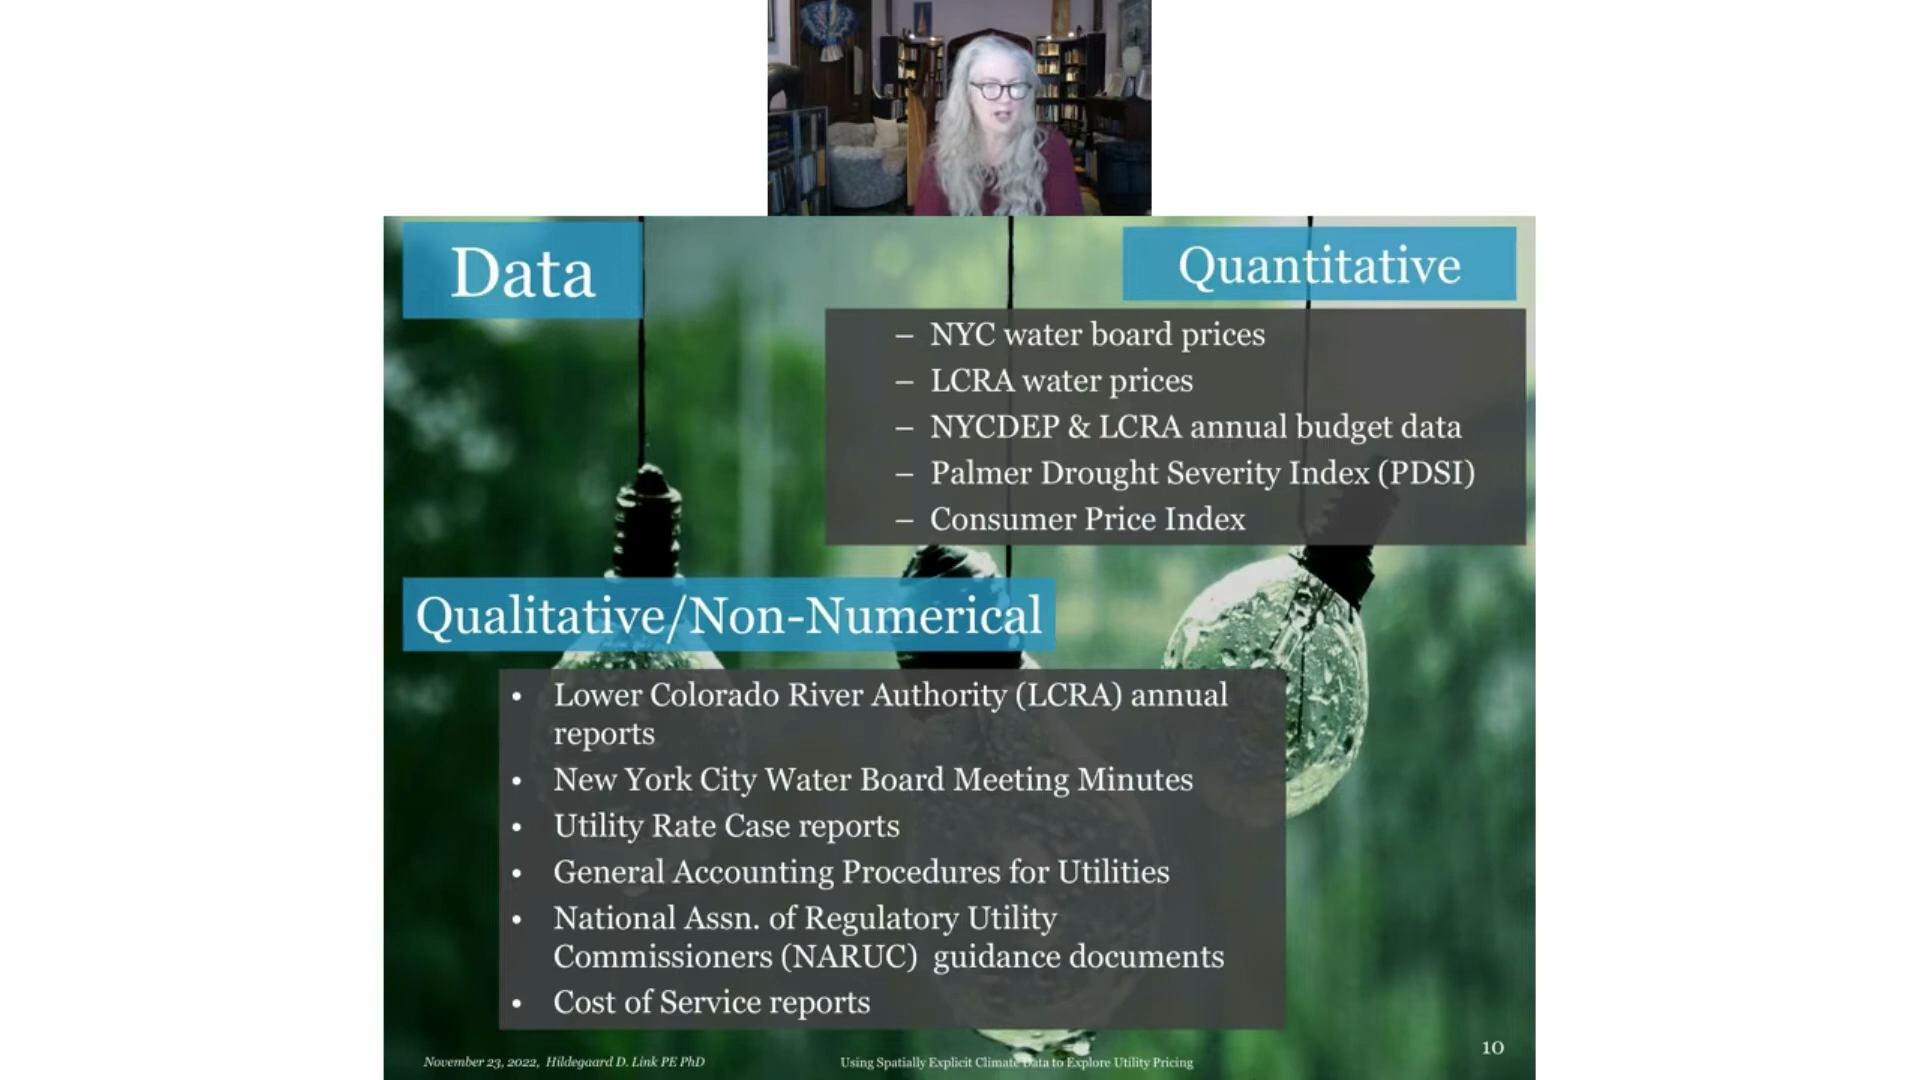 Data
Quantitative
– NYC water board prices
– LCRA water prices
– NYCDEP & LCRA annual budget data
– Palmer Drought Severity Index (PDSI)
– Consumer Price Index
Qualitative/Non-Numerical
• Lower Colorado River Authority (LCRA) annual
reports
• New York City Water Board Meeting Minutes
• Utility Rate Case reports
• General Accounting Procedures for Utilities
• National Assn. of Regulatory Utility
Commissioners (NARUC) guidance documents
• Cost of Service reports
November 23, 2022, Hildegaard D. Link PE PhD
Using Spatially Explicit Climate Data to Explore Utility Pricing
10